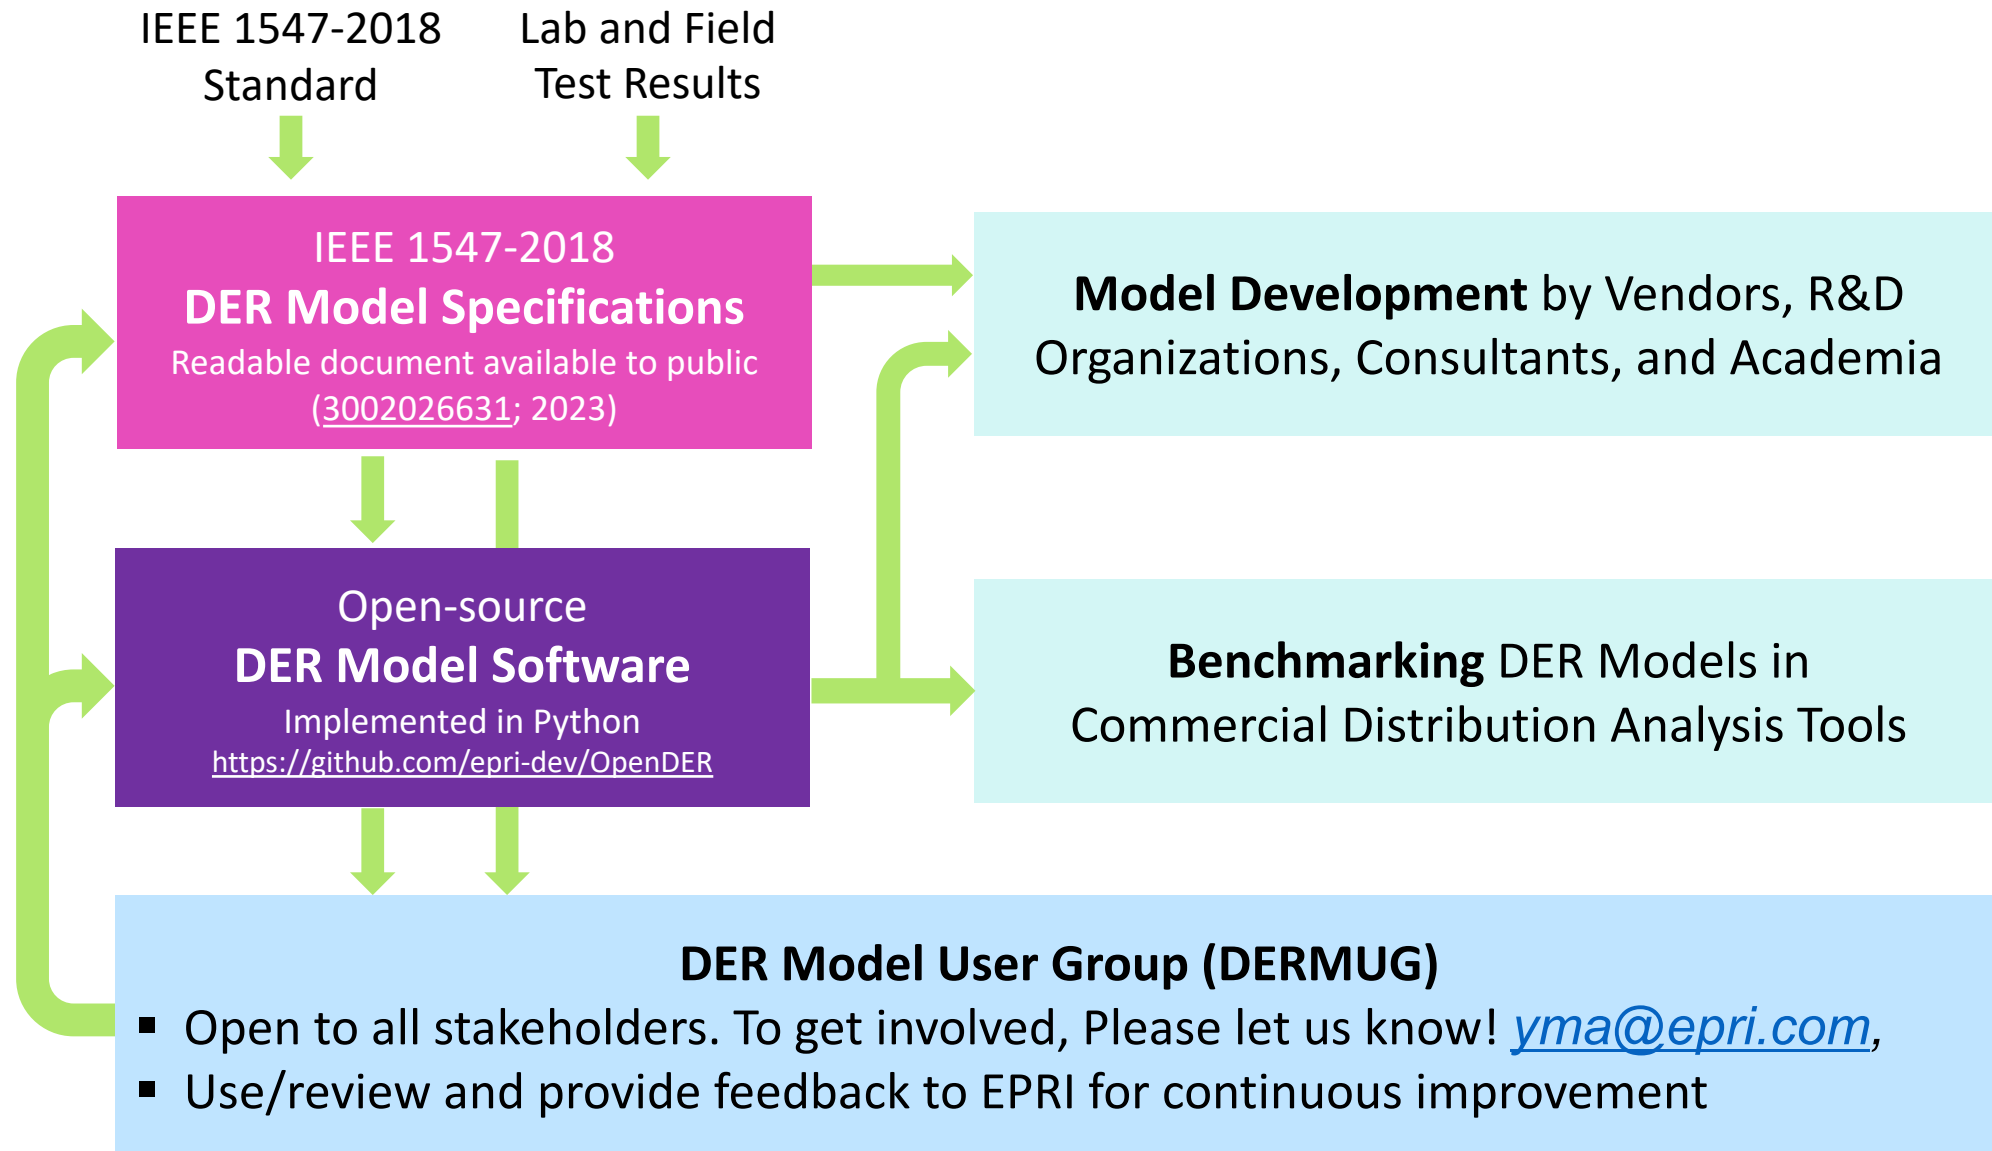 IEEE 1547-2018
Standard
Lab and Field
Test Results
IEEE 1547-2018
DER Model Specifications
Readable document available to public
(3002026631; 2023)
Model Development by Vendors, R&D
Organizations, Consultants, and Academia
Open-source
DER Model Software
Implemented in Python
https://github.com/epri-dev/OpenDER
Benchmarking DER Models in
Commercial Distribution Analysis Tools
DER Model User Group (DERMUG)
▪ Open to all stakeholders. To get involved, Please let us know! yma@epri.com,
▪ Use/review and provide feedback to EPRI for continuous improvement